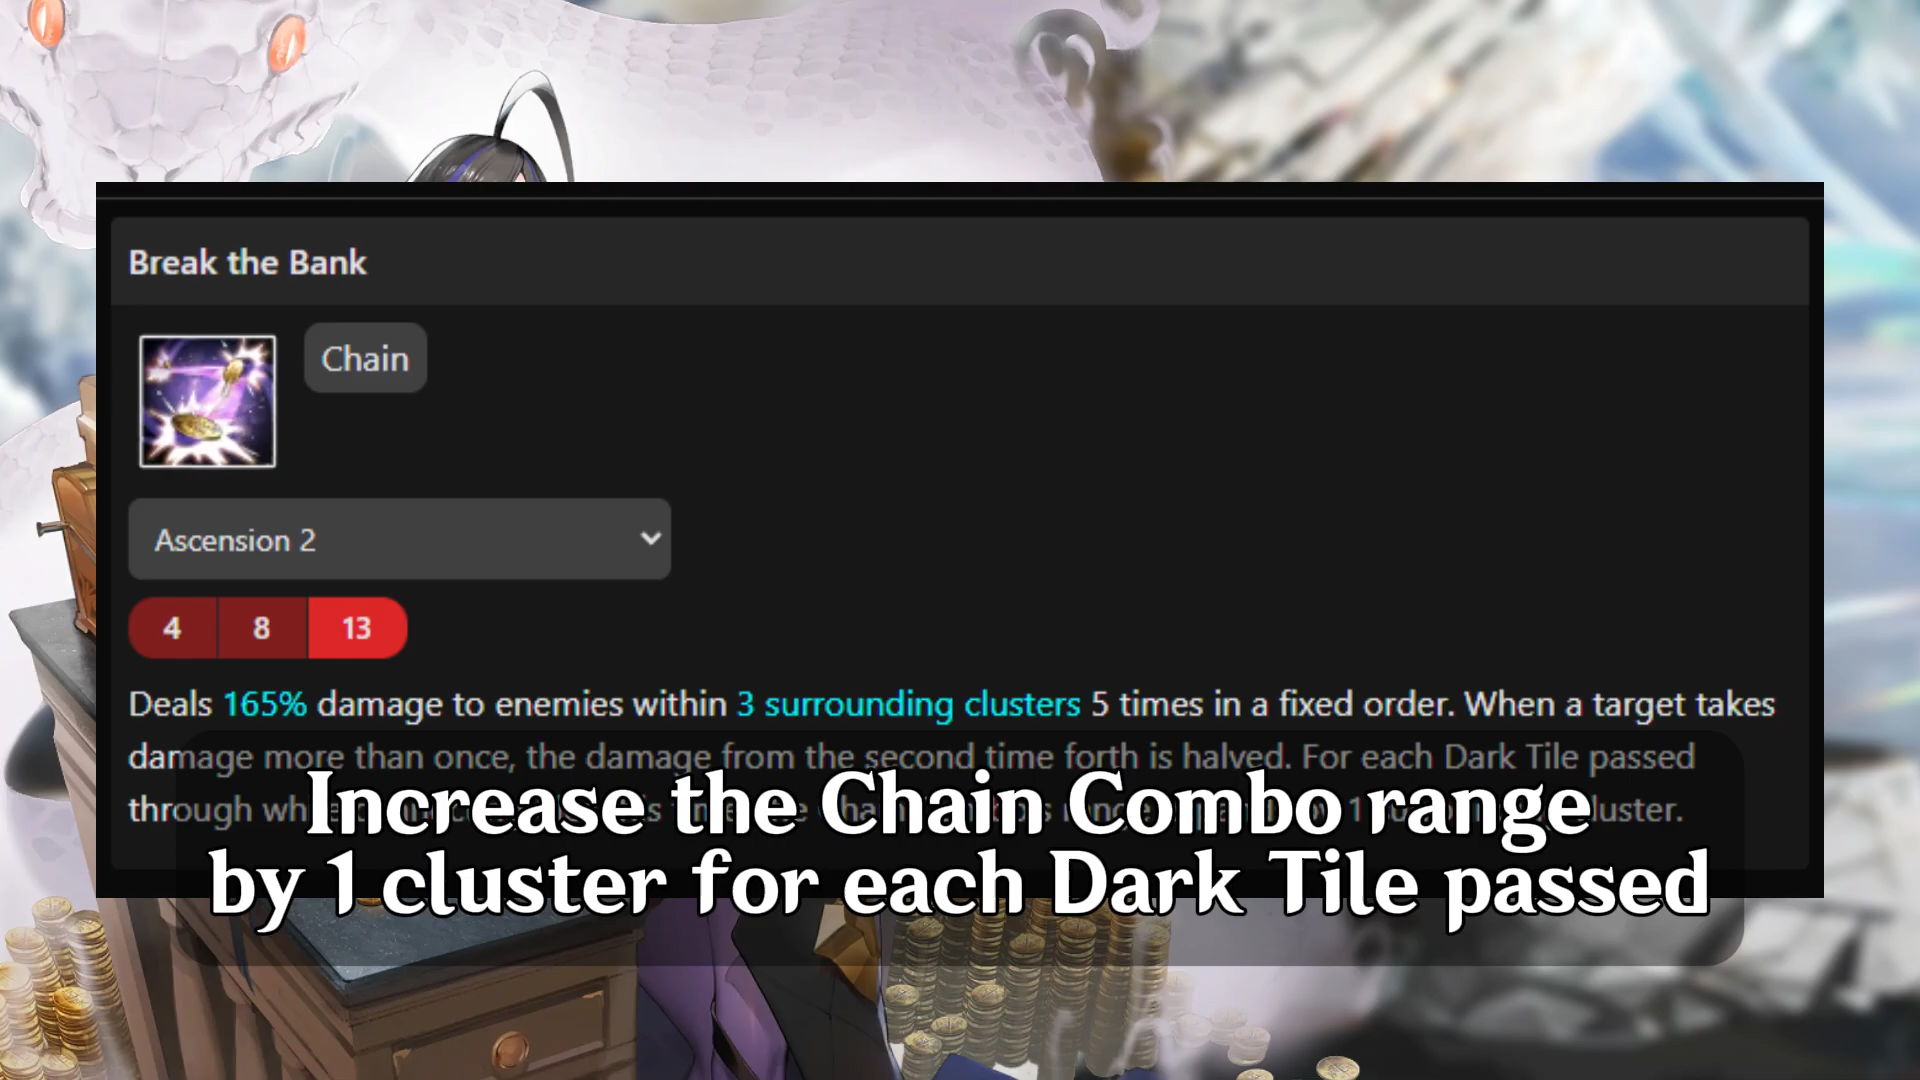 Break the Bank
Chain
Ascension 2
4 8 13
Deals 165% damage to enemies within 3 surrounding clusters 5 times in a fixed order. When a target takes
damage more than once, the damage from the second time forth is halved. For each Dark Tile passed
through
Increase the Chain Combo range
by 1 cluster for each Dark Tile passed